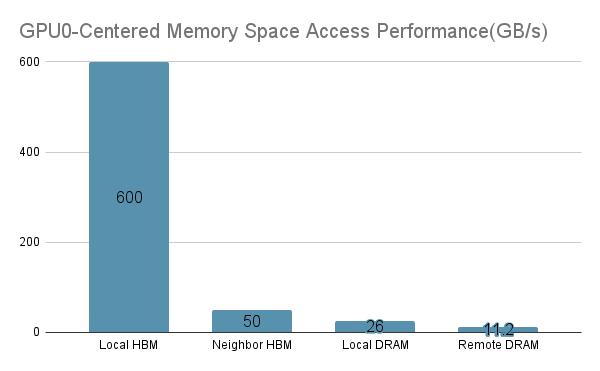 GPU0-Centered Memory Space Access Performance(GB/s)
600
400
200
0
600
50
26
11.2
Local HBM
Neighbor HBM
Local DRAM
Remote DRAM